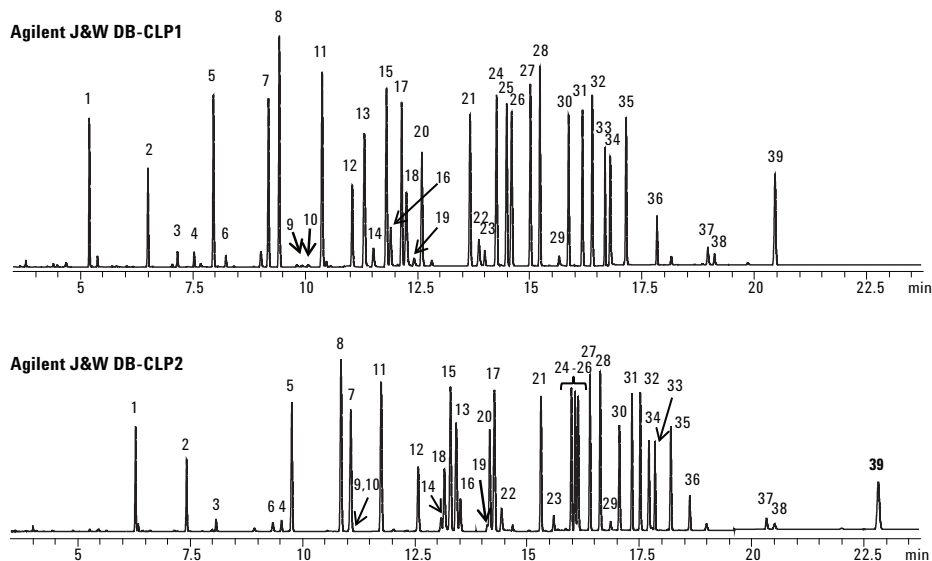 Agilent J&W DB-CLP1
1 2 3 4 5 6 7 8 9 10 11 12 13 14 15 16 17 18 19 20 21 22 23 24 25 26 27 28 29 30 31 32 33 34 35 36 37 38 39
5 7.5 10 12.5 15 17.5 20 22.5 min
Agilent J&W DB-CLP2
1 2 3 6 4 5 8 7 9,10 11 12 14 18 15 13 16 19 20 17 22 21 23 24-26 27 28 29 30 31 32 34 33 35 36 37 38 39
5 7.5 10 12.5 15 17.5 20 22.5 min